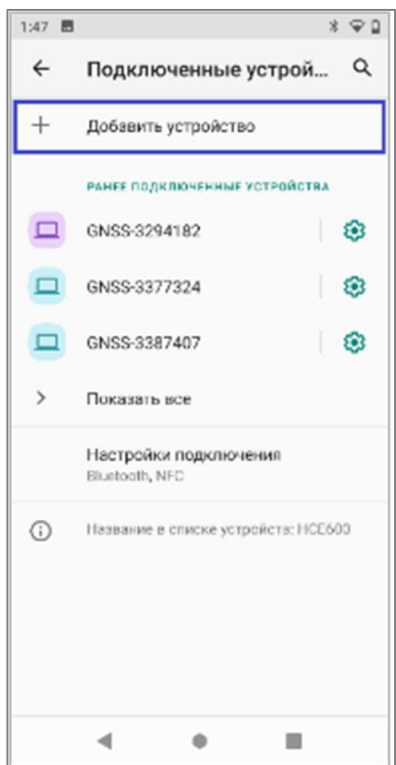 1:47
Подключенные устрой...
Добавить устройство
РАНЕЕ ПОДКЛЮЧЕННЫЕ УСТРОЙСТВА
GNSS-3294182
GNSS-3377324
GNSS-3387407
Показать все
Настройки подключения
Bluetooth, NFC
Название в списке устройств: HCE600